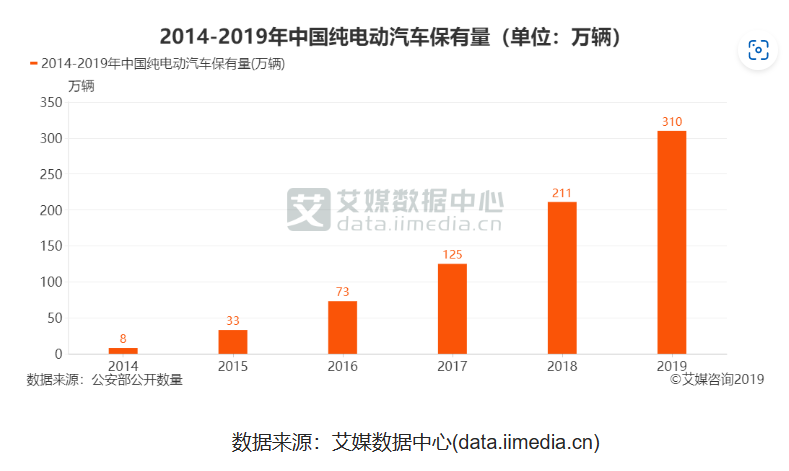 2014-2019年中国纯电动汽车保有量（单位：万辆）
2014-2019年中国纯电动汽车保有量(万辆)
万辆
350
300
250
200
150
100
50
0
8
33
73
125
211
310
艾 艾媒数据中心
data.iimedia.cn
2014 2015 2016 2017 2018 2019
数据来源：公安部公开数量 ©艾媒咨询2019
数据来源：艾媒数据中心(data.iimedia.cn)